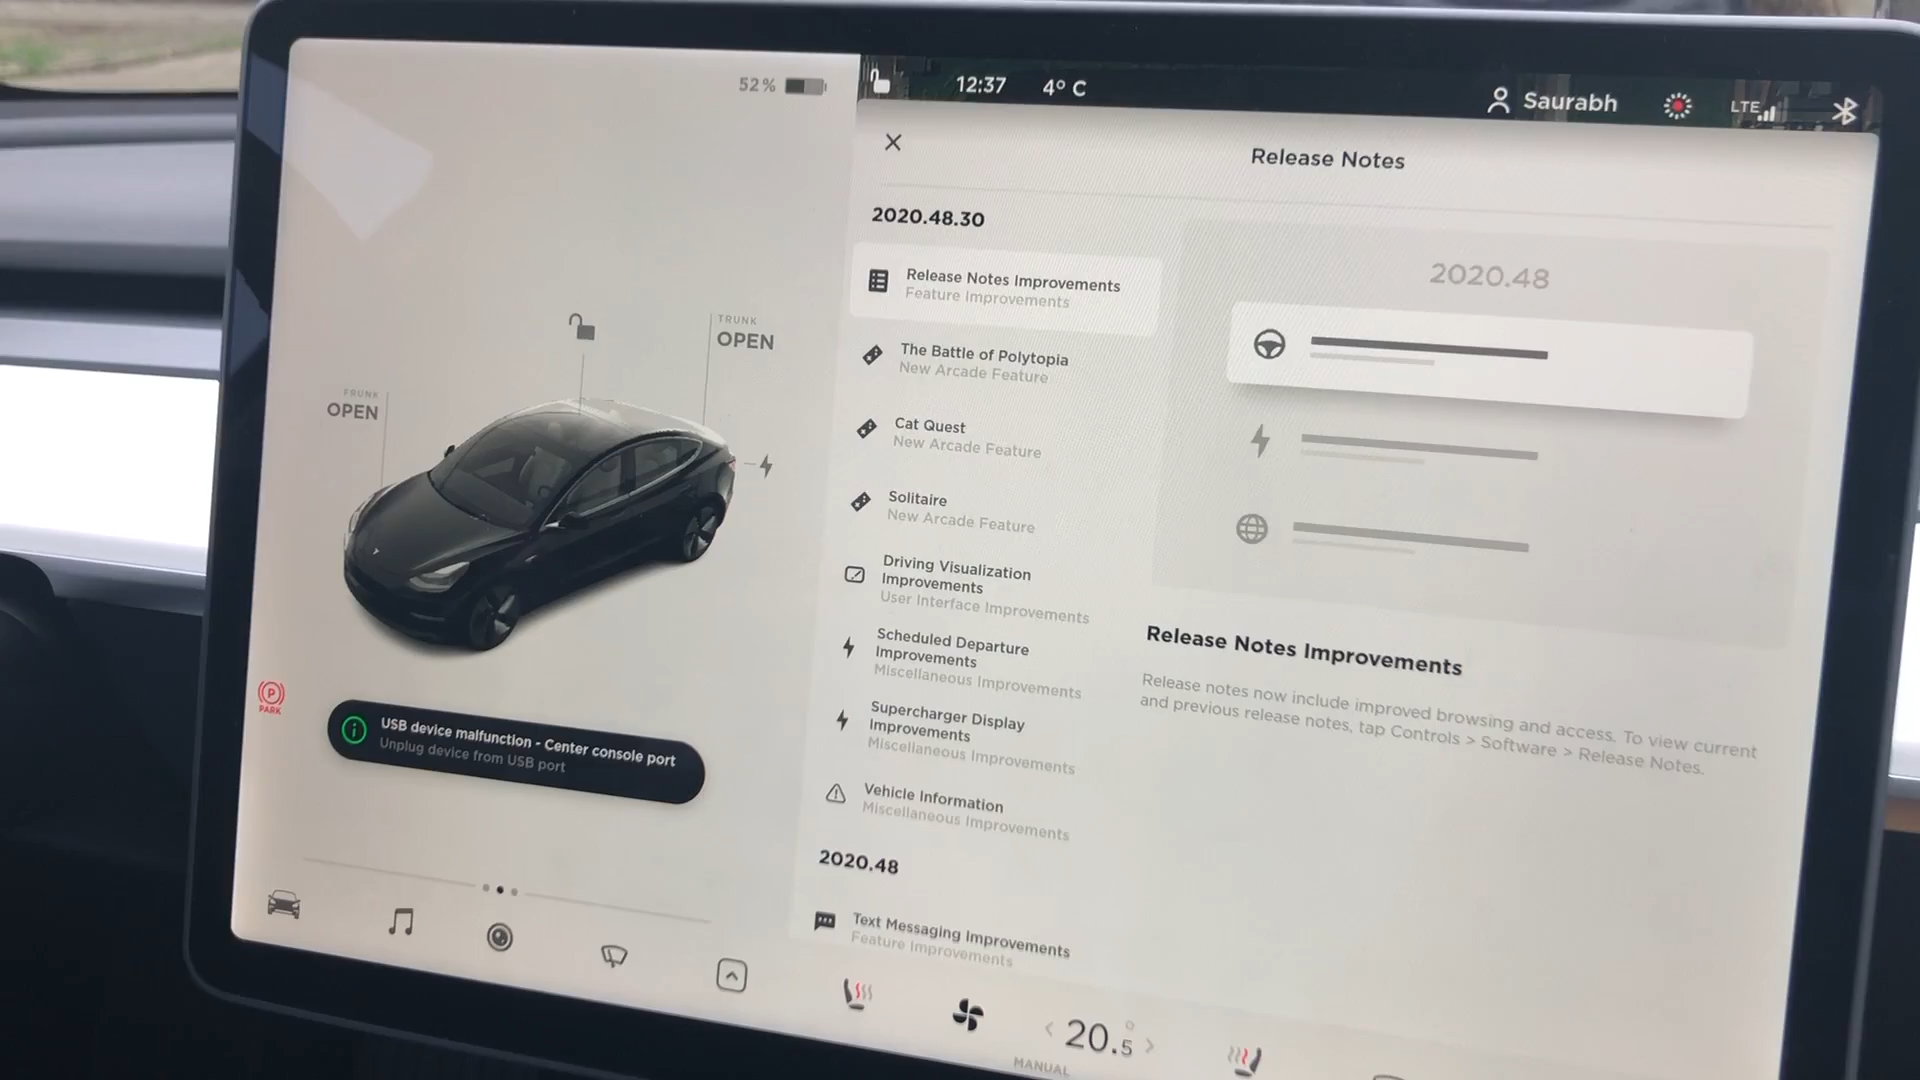 52%
12:37
4° C
Saurabh
LTE
Release Notes
2020.48.30
Release Notes Improvements
Feature Improvements
The Battle of Polytopia
New Arcade Feature
Cat Quest
New Arcade Feature
Solitaire
New Arcade Feature
Driving Visualization
Improvements
User Interface Improvements
Scheduled Departure
Improvements
Miscellaneous Improvements
Supercharger Display
Improvements
Miscellaneous Improvements
Vehicle Information
Miscellaneous Improvements
2020.48
Text Messaging Improvements
Feature Improvements
2020.48
Release Notes Improvements
Release notes now include improved browsing and access. To view current
and previous release notes, tap Controls > Software > Release Notes.
TRUNK
OPEN
FRUNK
OPEN
P
PARK
USB device malfunction - Center console port
Unplug device from USB port
< 20.5° >
MANUAL